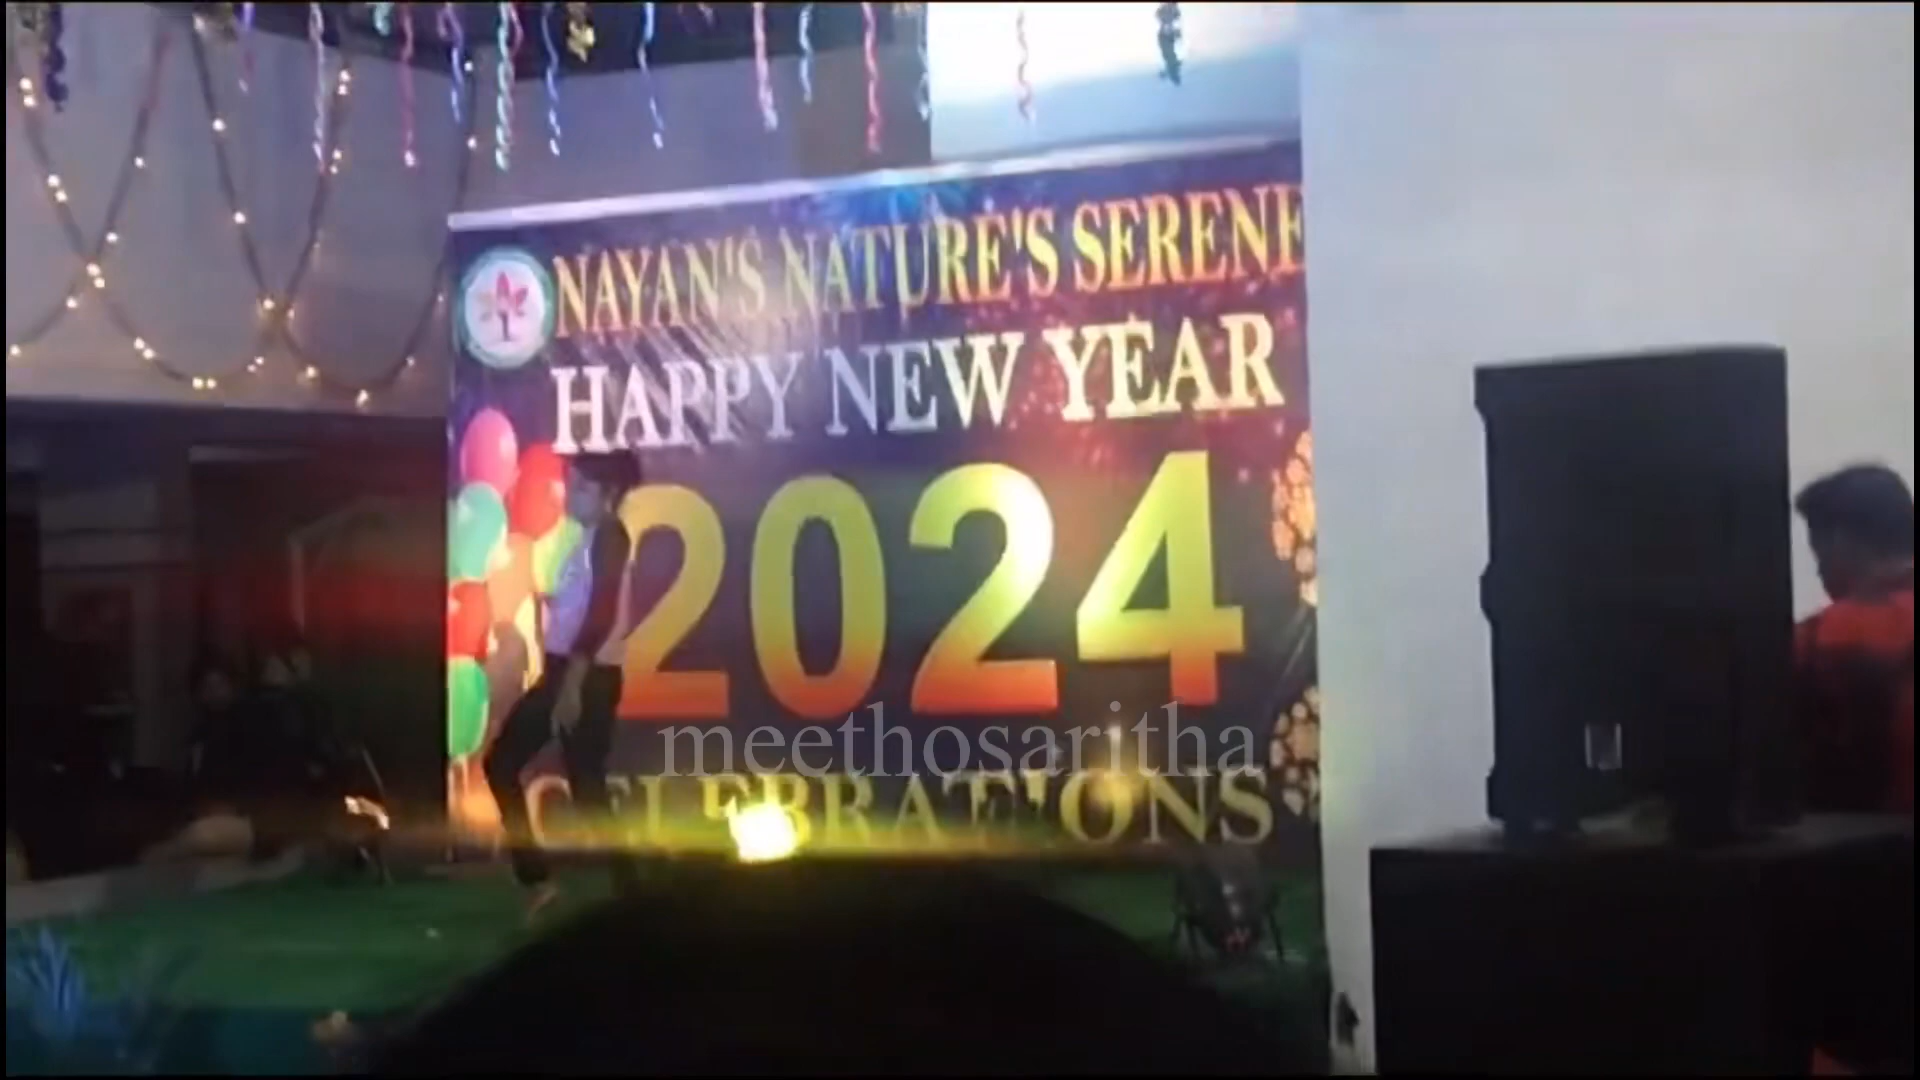 NAYAN'S NATURE'S SERENE
HAPPY NEW YEAR
2024
meethosaritha
CELEBRATIONS